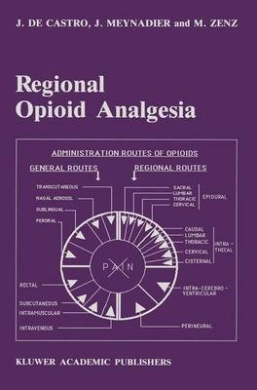 J. DE CASTRO, J. MEYNADIER and M. ZENZ
Regional
Opioid Analgesia
ADMINISTRATION ROUTES OF OPIOIDS
GENERAL ROUTES
REGIONAL ROUTES
TRANSCUTANEOUS
NASAL AEROSOL
SUBLINGUAL
PERORAL
SACRAL
LUMBAR
THORACIC
CERVICAL
EPIDURAL
CAUDAL
LUMBAR
THORACIC
CERVICAL
CISTERNAL
INTRA-
THECAL
PAIN
RECTAL
SUBCUTANEOUS
INTRAMUSCULAR
INTRAVENOUS
INTRA-CEREBRO-
VENTRICULAR
PERINEURAL
KLUWER ACADEMIC PUBLISHERS